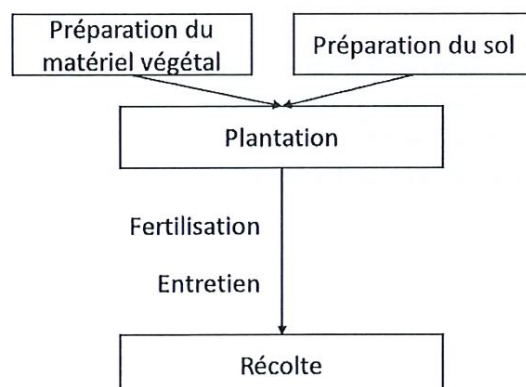 Préparation du
matériel végétal
Préparation du sol
Plantation
Fertilisation
Entretien
Récolte